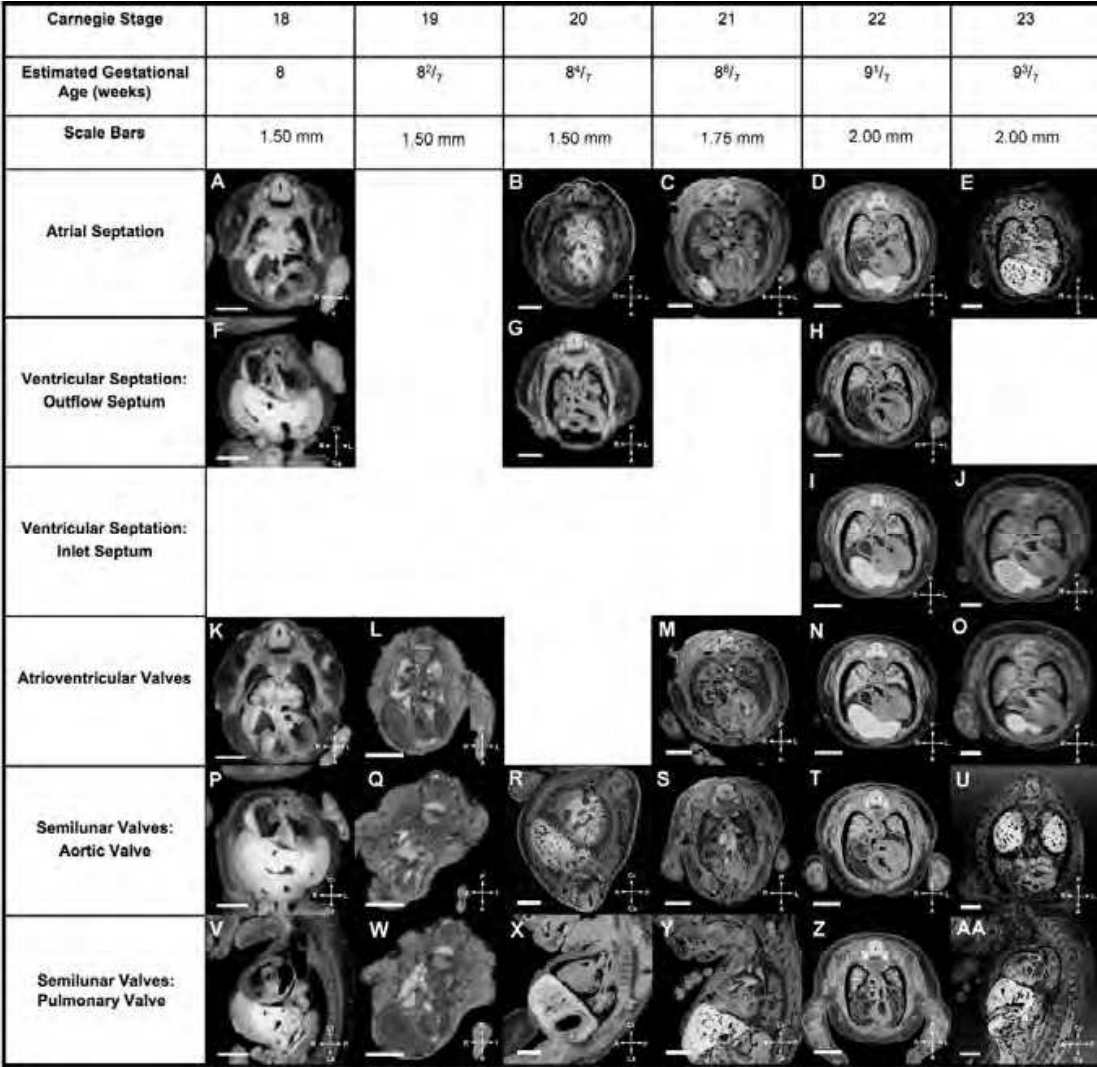 Carnegie Stage 18 19 20 21 22 23
Estimated Gestational Age (weeks) 8 8²/₇ 8⁴/₇ 8⁶/₇ 9¹/₇ 9³/₇
Scale Bars 1.50 mm 1.50 mm 1.50 mm 1.75 mm 2.00 mm 2.00 mm
A B C D E
Atrial Septation
F G H
Ventricular Septation:
Outflow Septum
I J
Ventricular Septation:
Inlet Septum
K L M N O
Atrioventricular Valves
P Q R S T U
Semilunar Valves:
Aortic Valve
V W X Y Z AA
Semilunar Valves:
Pulmonary Valve